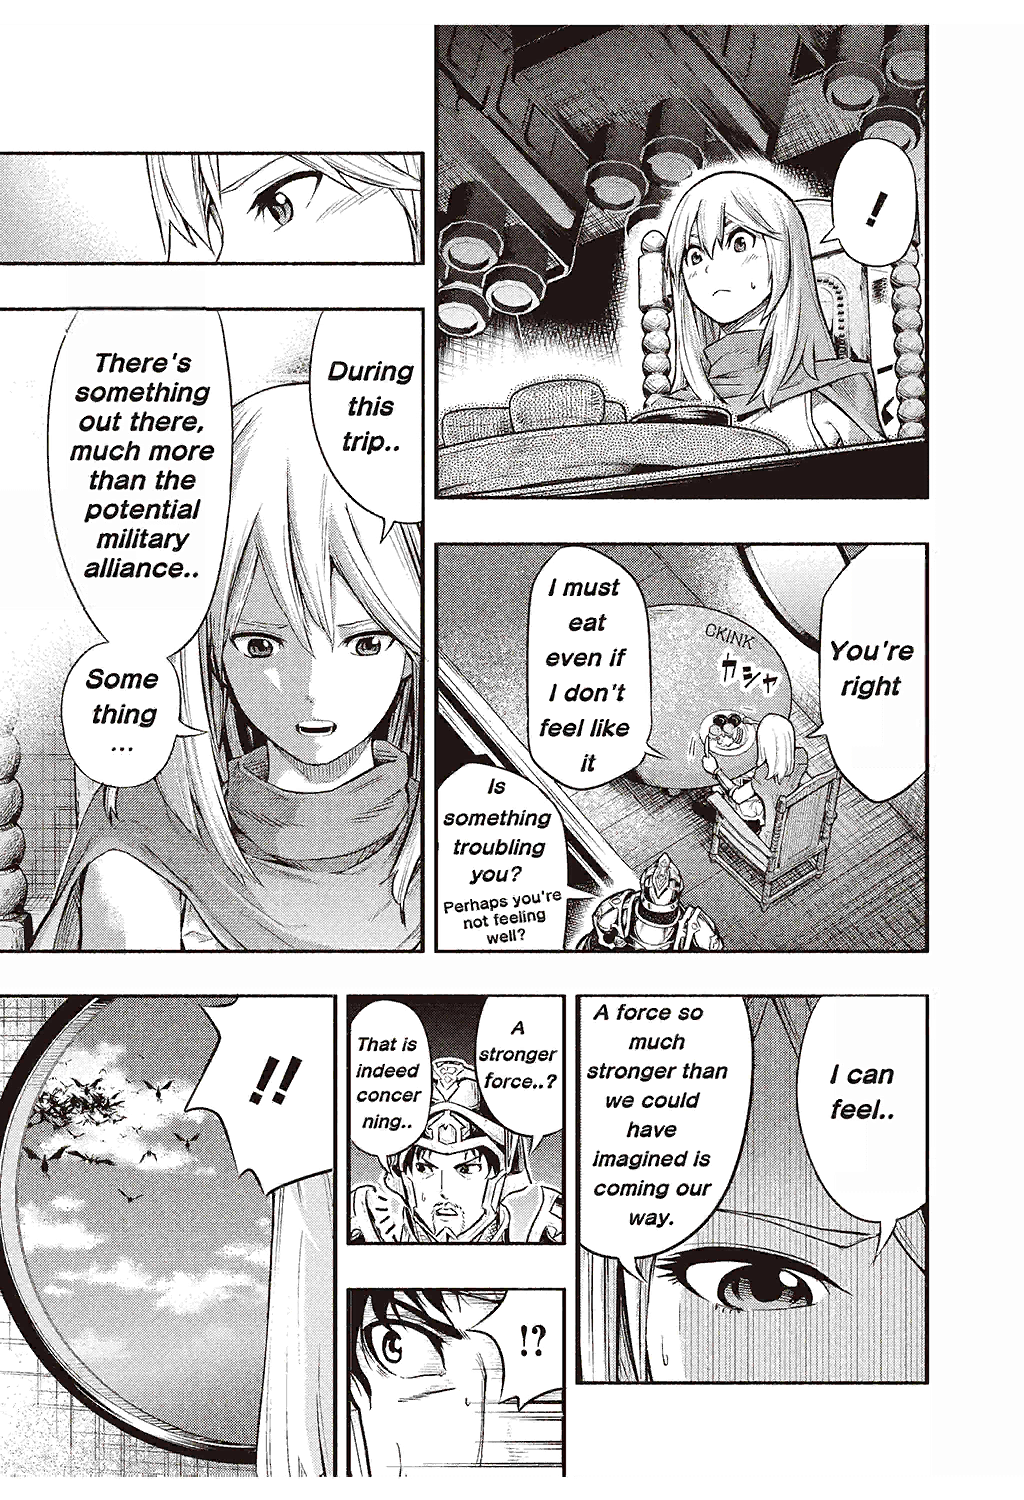 !
You're
right
I must
eat
even if
I don't
feel like
it
CKINK
カシャ
Is
something
troubling
you?
Perhaps you're
not feeling
well?
During
this
trip..
There's
something
out there,
much more
than the
potential
military
alliance..
Some
thing
...
I can
feel..
A force so
much
stronger than
we could
have
imagined is
coming our
way.
A
stronger
force..?
That is
indeed
concer
ning..
!?
!!